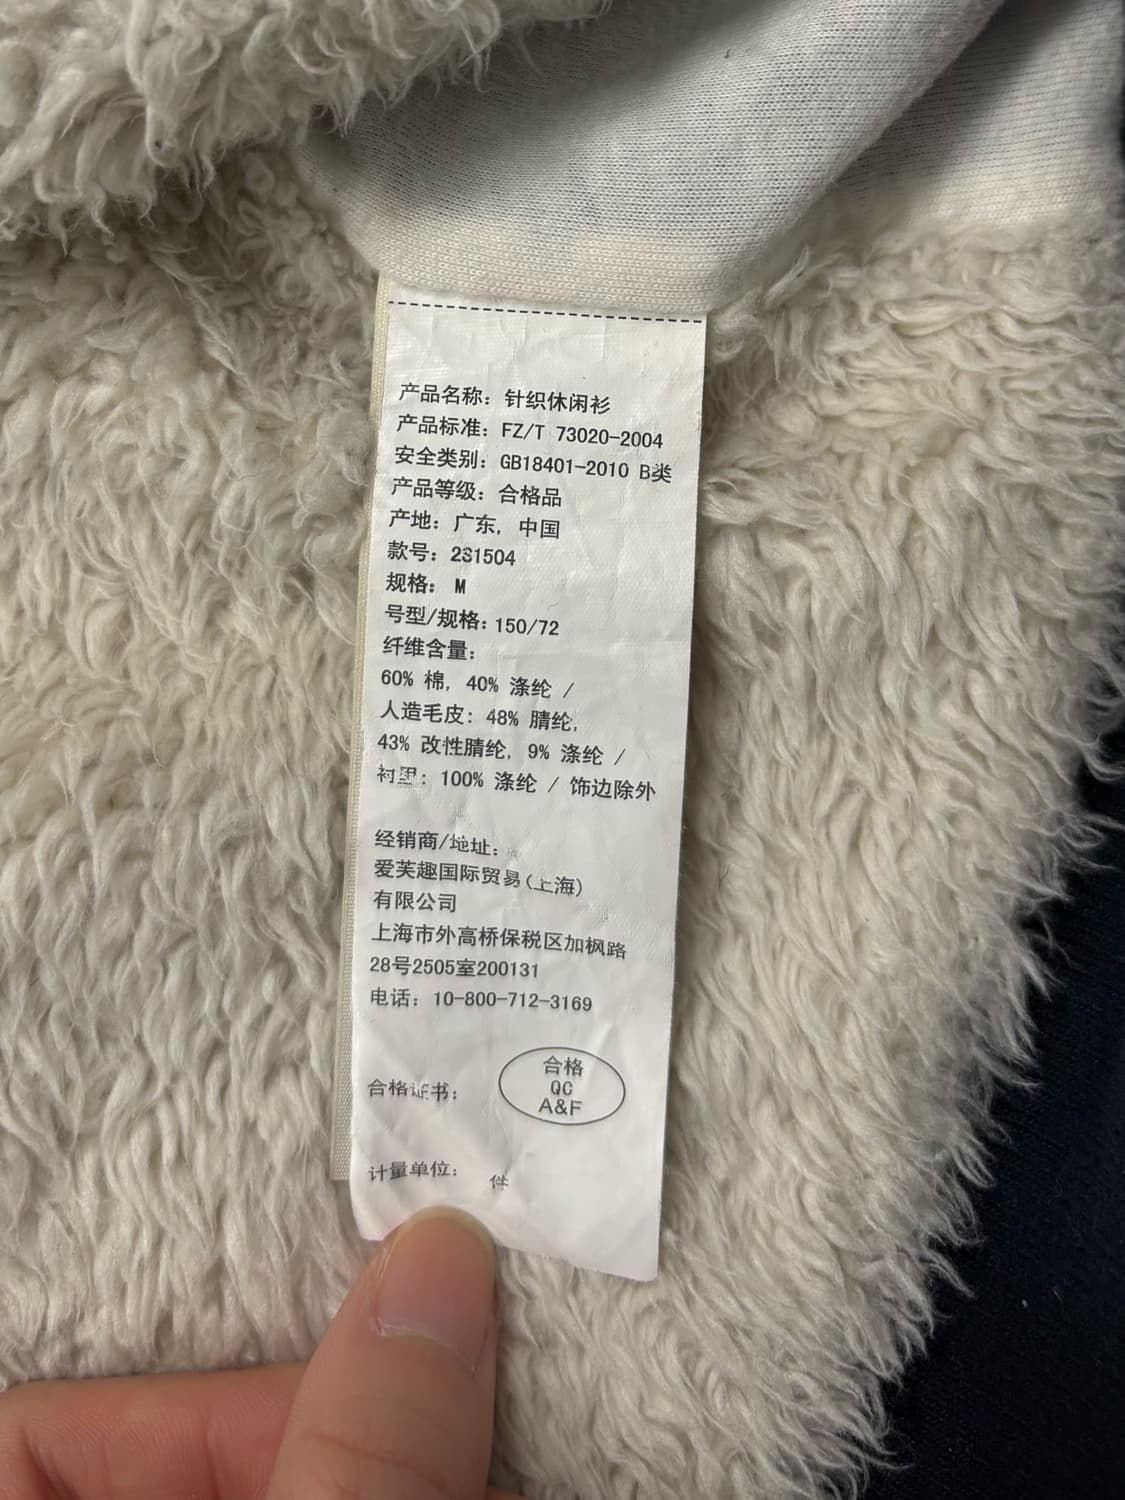 产品名称: 针织休闲衫
产品标准: FZ/T 73020-2004
安全类别: GB18401-2010 B类
产品等级: 合格品
产地: 广东, 中国
款号: 231504
规格: M
号型/规格: 150/72
纤维含量:
60% 棉, 40% 涤纶 /
人造毛皮: 48% 腈纶,
43% 改性腈纶, 9% 涤纶 /
衬里: 100% 涤纶 / 饰边除外
经销商/地址:
爱芙趣国际贸易(上海)
有限公司
上海市外高桥保税区加枫路
28号2505室200131
电话: 10-800-712-3169
合格
QC
A&F
合格证书:
计量单位: 件